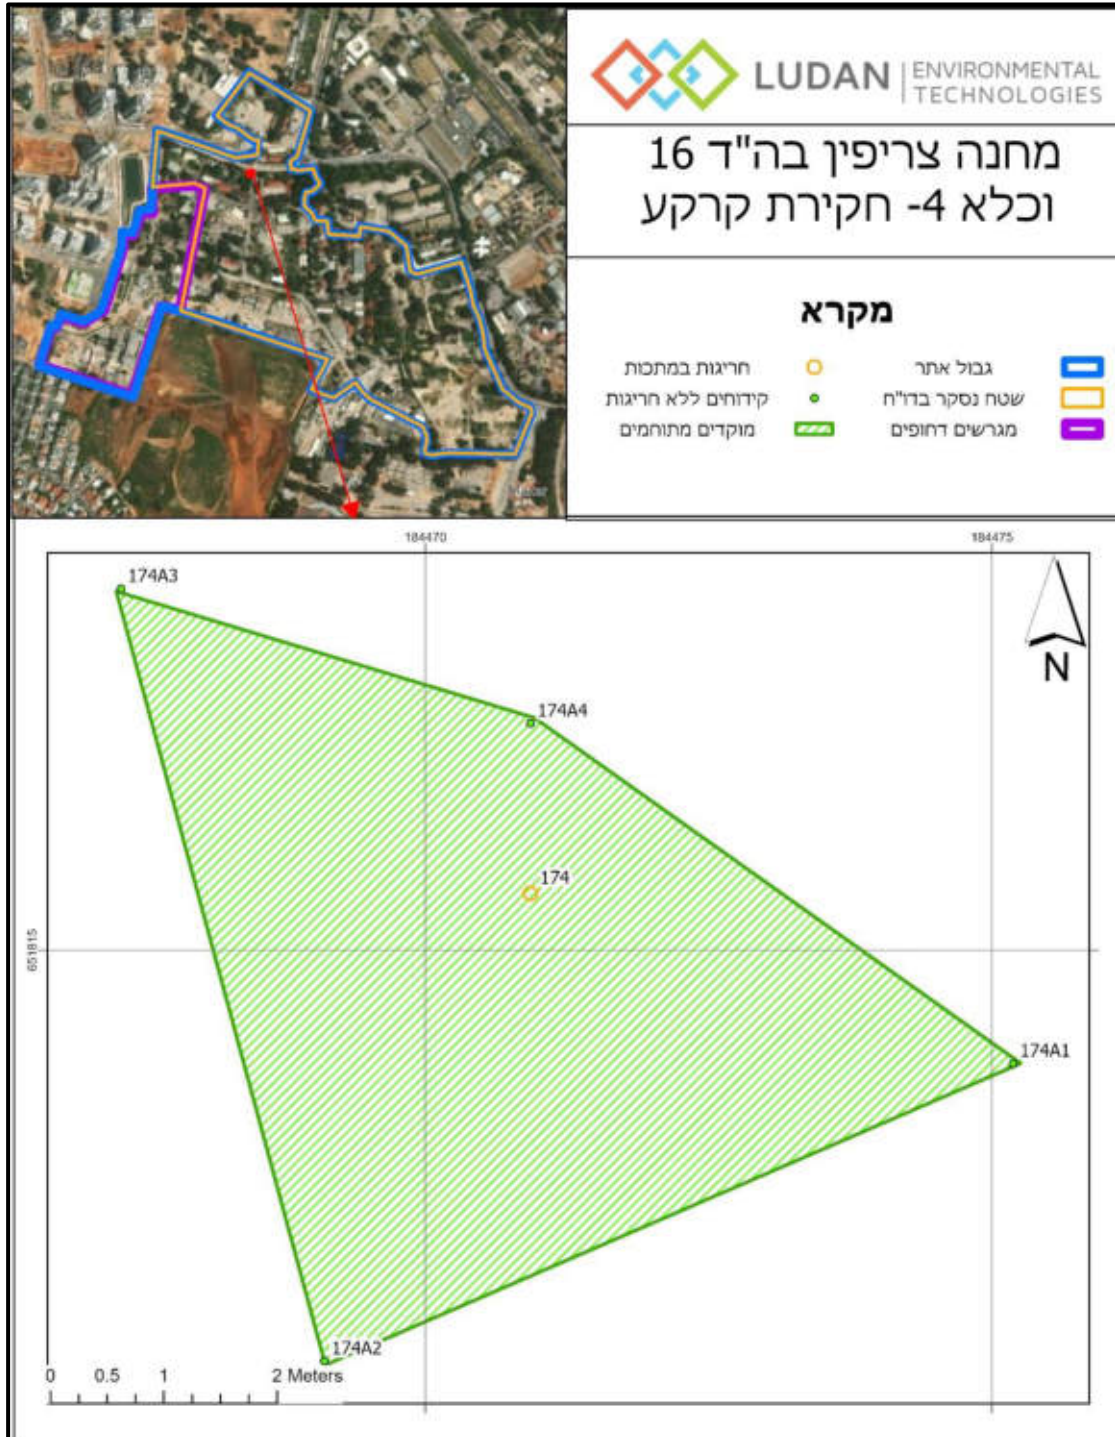 LUDAN | ENVIRONMENTAL TECHNOLOGIES
מחנה צריפין בה"ד 16
וכלא 4- חקירת קרקע
מקרא
גבול אתר
שטח נסקר בדו"ח
מגרשים דחופים
חריגות במתכות
קידוחים ללא חריגות
מוקדים מתוחמים
184470
184475
174A3
N
174A4
174
651815
174A1
174A2
0 0.5 1 2 Meters